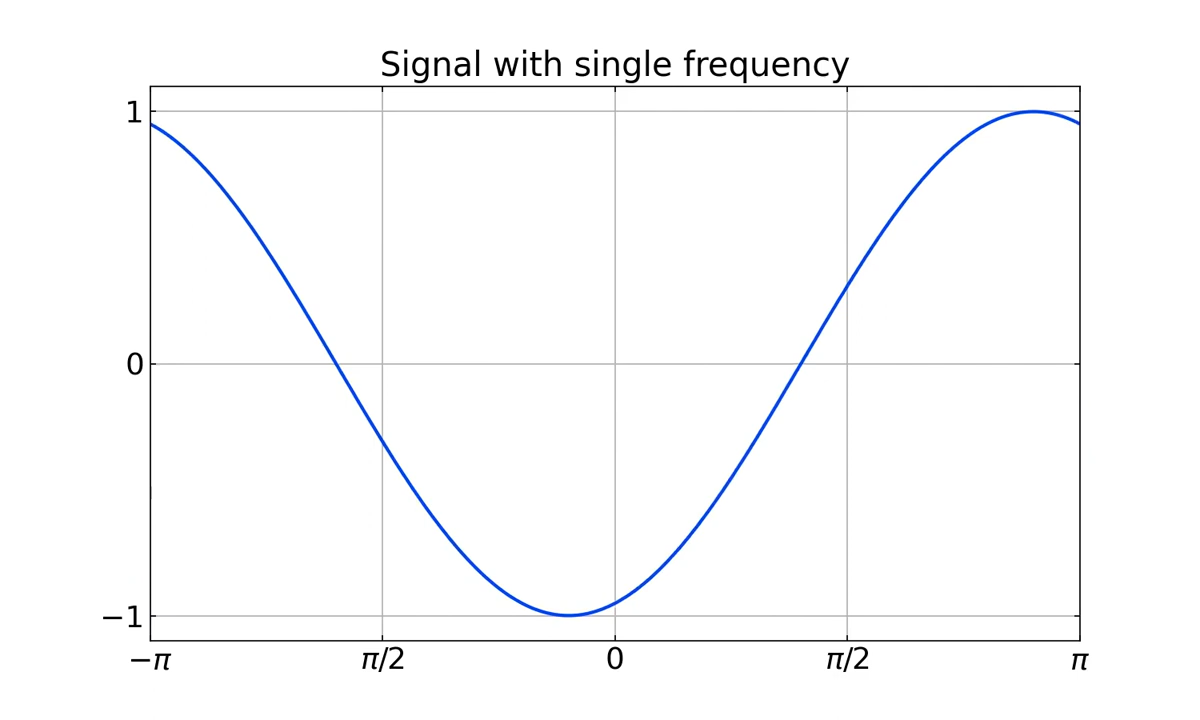 Signal with single frequency
1
0
−1
−π π/2 0 π/2 π